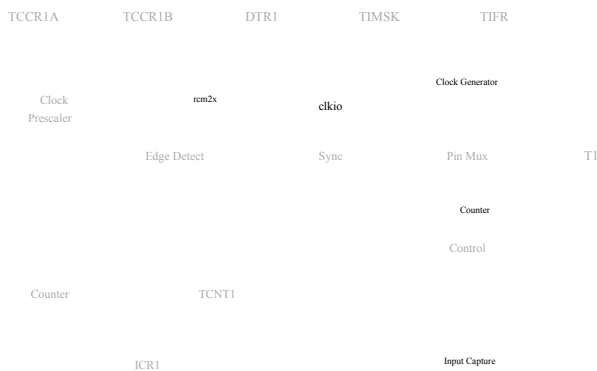 TCCR1A TCCR1B DTR1 TIMSK TIFR
Clock Generator
Clock Prescaler
rcm2x
clkio
Edge Detect Sync Pin Mux T1
Counter
Control
Counter TCNT1
ICR1 Input Capture